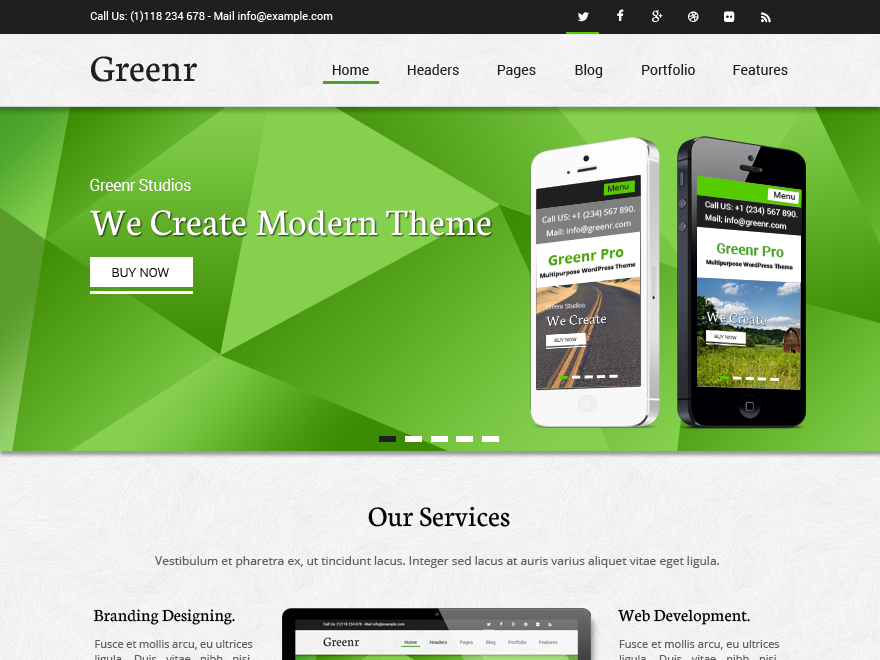 Call Us: (1)118 234 678 - Mail info@example.com
Greenr
Home Headers Pages Blog Portfolio Features
Greenr Studios
We Create Modern Theme
BUY NOW
Menu
Call US: +1 (234) 567 890.
Mail: info@greenr.com
Greenr Pro
Multipurpose WordPress Theme
Greenr Studios
We Create
BUY NOW
Menu
Call US: +1 (234) 567 890.
Mail; info@greenr.com
Greenr Pro
Multipurpose WordPress Theme
Greenr Studios
We Create
BUY NOW
Our Services
Vestibulum et pharetra ex, ut tincidunt lacus. Integer sed lacus at auris varius aliquet vitae eget ligula.
Branding Designing.
Fusce et mollis arcu, eu ultrices
ligula. Duis vitae nibh nisi.
Call Us: (1)118 234 678 - Mail info@example.com
Greenr
Home Headers Pages Blog Portfolio Features
Web Development.
Fusce et mollis arcu, eu ultrices
ligula. Duis vitae nibh nisi.